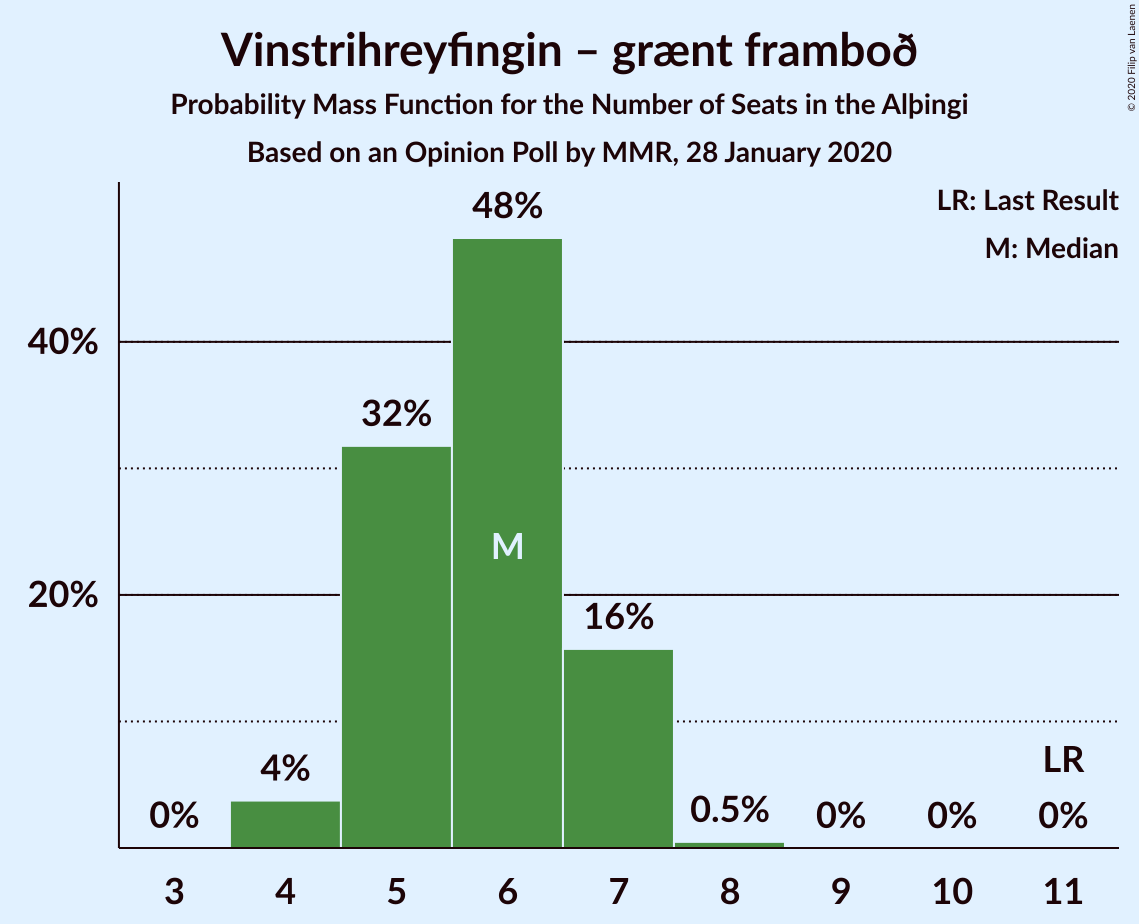 Vinstrihreyfingin – grænt framboð
Probability Mass Function for the Number of Seats in the Alþingi
Based on an Opinion Poll by MMR, 28 January 2020
© 2020 Filip van Laenen
LR: Last Result
M: Median
48%
40%
32%
M
20%
16%
LR
4%
0%
0.5%
0%
0%
0%
3 4 5 6 7 8 9 10 11